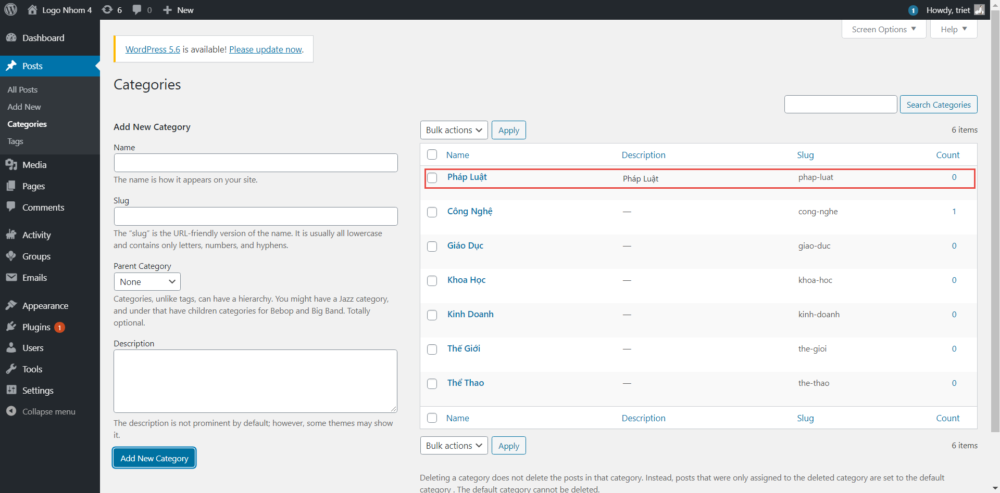 Logo Nhom 4 6 0 New 1 Howdy, triet
Screen Options Help
Dashboard
Posts
All Posts
Add New
Categories
Tags
Media
Pages
Comments
Activity
Groups
Emails
Appearance
Plugins 1
Users
Tools
Settings
Collapse menu
WordPress 5.6 is available! Please update now.
Categories
Search Categories
Add New Category
Name
The name is how it appears on your site.
Slug
The “slug” is the URL-friendly version of the name. It is usually all lowercase
and contains only letters, numbers, and hyphens.
Parent Category
None
Categories, unlike tags, can have a hierarchy. You might have a Jazz category,
and under that have children categories for Bebop and Big Band. Totally
optional.
Description
The description is not prominent by default; however, some themes may show
it.
Add New Category
Bulk actions Apply 6 items
Name Description Slug Count
Pháp Luật Pháp Luật phap-luat 0
Công Nghệ — cong-nghe 1
Giáo Dục — giao-duc 0
Khoa Học — khoa-hoc 0
Kinh Doanh — kinh-doanh 0
Thế Giới — the-gioi 0
Thể Thao — the-thao 0
Name Description Slug Count
Bulk actions Apply 6 items
Deleting a category does not delete the posts in that category. Instead, posts that were only assigned to the deleted category are set to the default
category . The default category cannot be deleted.